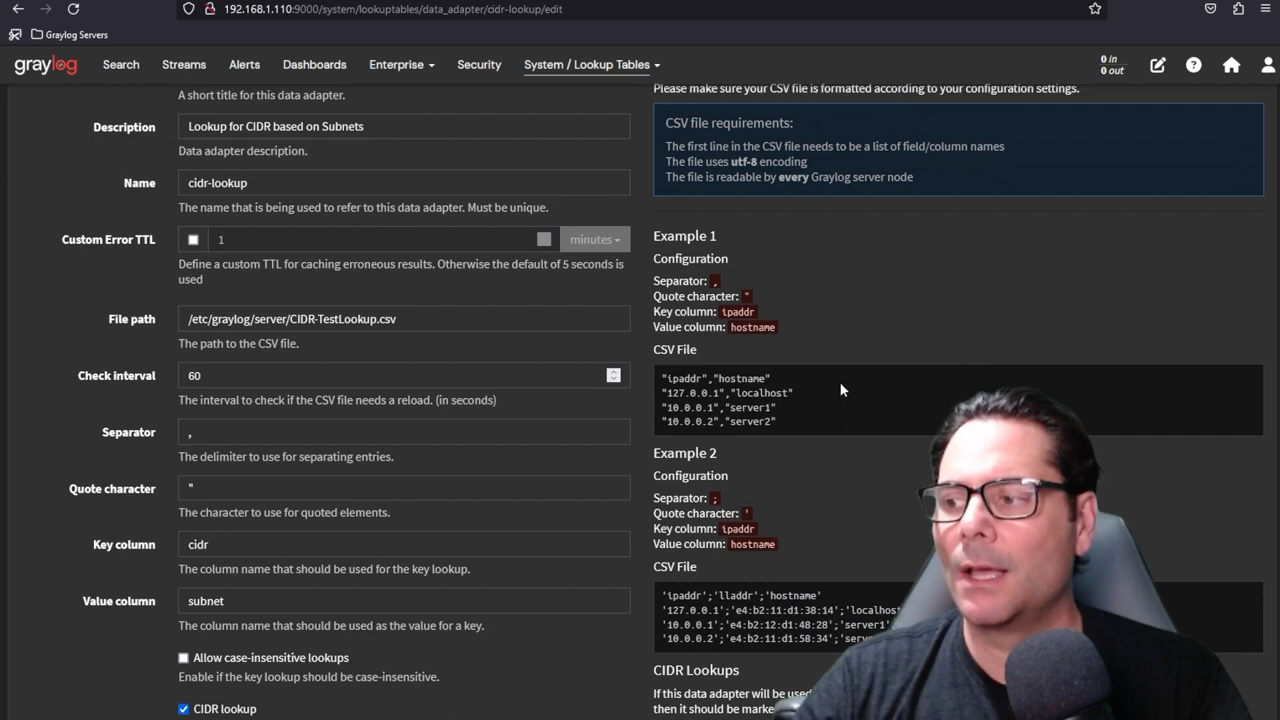 192.168.1.110:9000/system/lookuptables/data_adapter/cidr-lookup/edit
Graylog Servers
graylog
Search
Streams
Alerts
Dashboards
Enterprise
Security
System / Lookup Tables
0 in
0 out
A short title for this data adapter.
Description
Lookup for CIDR based on Subnets
Data adapter description.
Name
cidr-lookup
The name that is being used to refer to this data adapter. Must be unique.
Custom Error TTL
1
minutes
Define a custom TTL for caching erroneous results. Otherwise the default of 5 seconds is
used
File path
/etc/graylog/server/CIDR-TestLookup.csv
The path to the CSV file.
Check interval
60
The interval to check if the CSV file needs a reload. (in seconds)
Separator
,
The delimiter to use for separating entries.
Quote character
"
The character to use for quoted elements.
Key column
cidr
The column name that should be used for the key lookup.
Value column
subnet
The column name that should be used as the value for a key.
Allow case-insensitive lookups
Enable if the key lookup should be case-insensitive.
CIDR lookup
Please make sure your CSV file is formatted according to your configuration settings.
CSV file requirements:
The first line in the CSV file needs to be a list of field/column names
The file uses utf-8 encoding
The file is readable by every Graylog server node
Example 1
Configuration
Separator: ,
Quote character: "
Key column: ipaddr
Value column: hostname
CSV File
"ipaddr","hostname"
"127.0.0.1","localhost"
"10.0.0.1","server1"
"10.0.0.2","server2"
Example 2
Configuration
Separator: ;
Quote character: '
Key column: ipaddr
Value column: hostname
CSV File
'ipaddr';'lladdr';'hostname'
'127.0.0.1';'e4:b2:11:d1:38:14';'localhost
'10.0.0.1';'e4:b2:12:d1:48:28';'server1'
'10.0.0.2';'e4:b2:11:d1:58:34';'serve
CIDR Lookups
If this data adapter will be used
then it should be marke